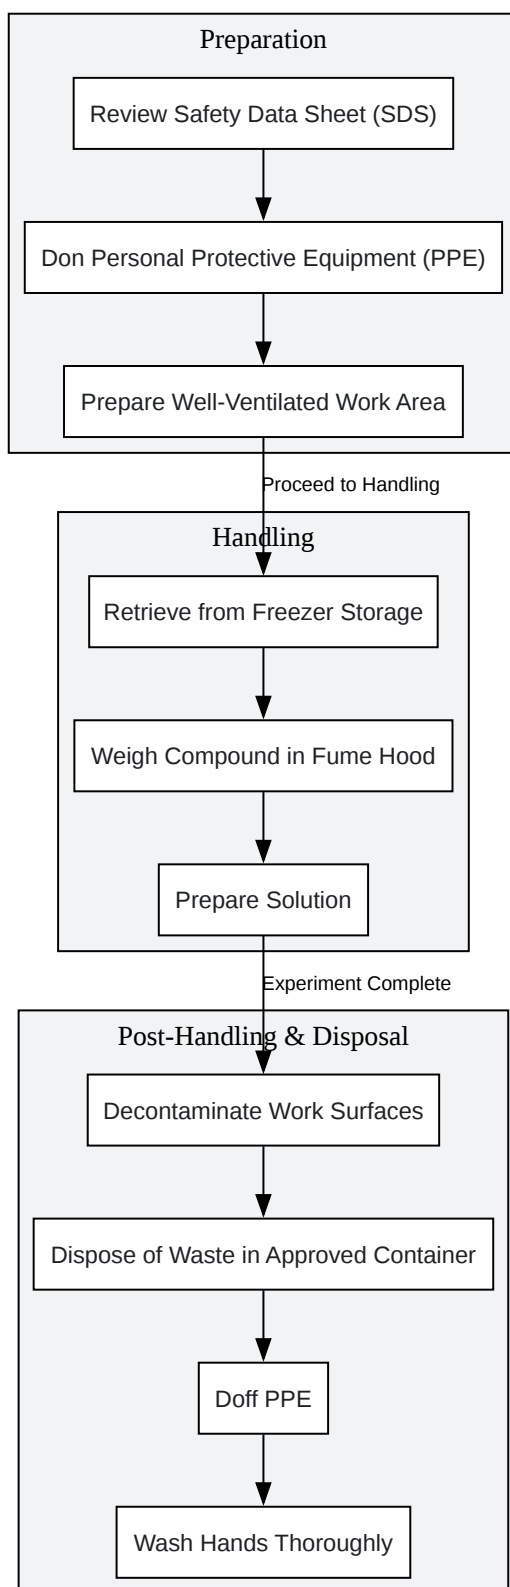 Preparation
Review Safety Data Sheet (SDS)
Don Personal Protective Equipment (PPE)
Prepare Well-Ventilated Work Area
Proceed to Handling
Handling
Retrieve from Freezer Storage
Weigh Compound in Fume Hood
Prepare Solution
Experiment Complete
Post-Handling & Disposal
Decontaminate Work Surfaces
Dispose of Waste in Approved Container
Doff PPE
Wash Hands Thoroughly